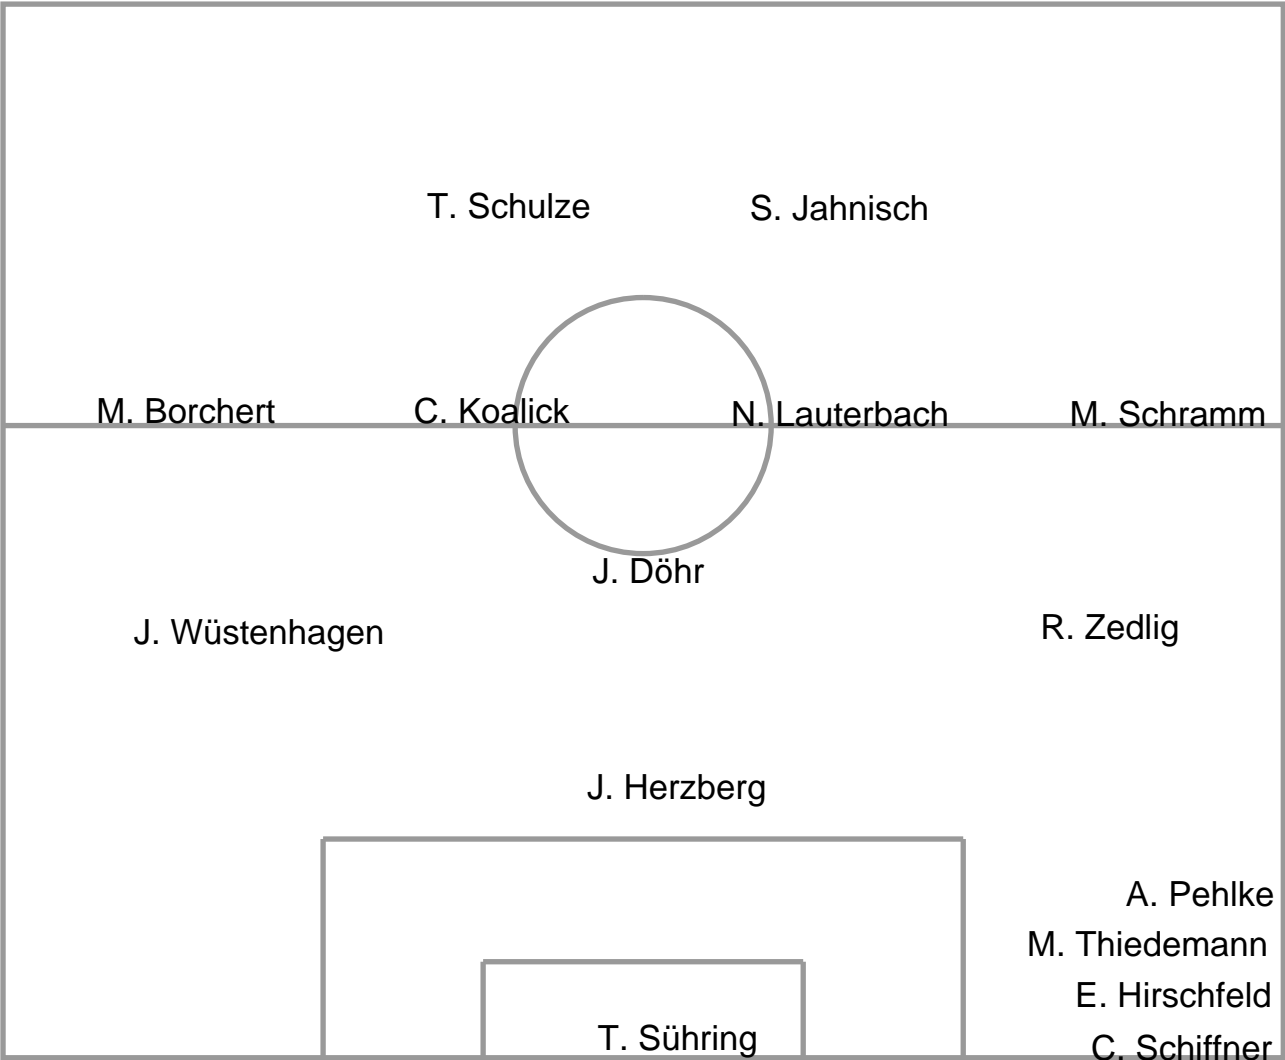 T. Schulze
S. Jahnisch
M. Borchert
C. Koalick
N. Lauterbach
M. Schramm
J. Döhr
J. Wüstenhagen
R. Zedlig
J. Herzberg
A. Pehlke
M. Thiedemann
E. Hirschfeld
T. Sühring
C. Schiffner